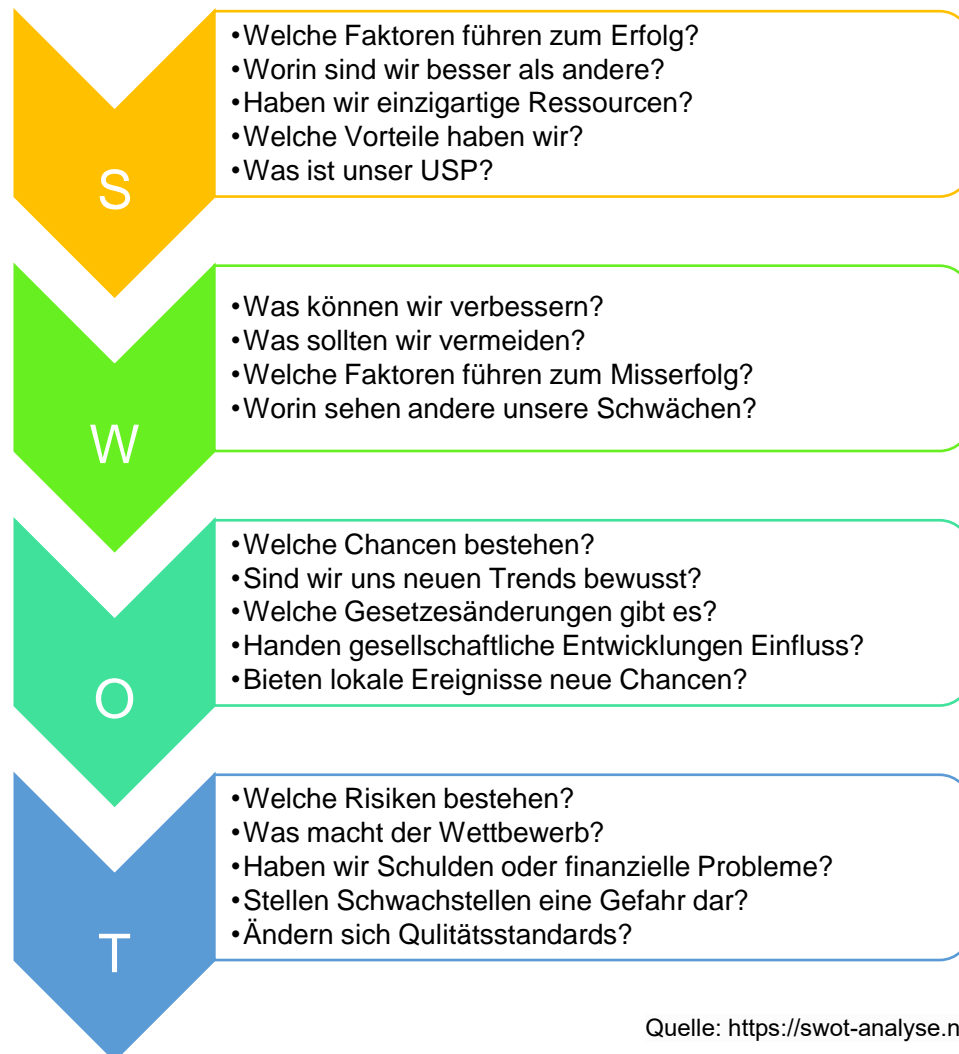 S
•Welche Faktoren führen zum Erfolg?
•Worin sind wir besser als andere?
•Haben wir einzigartige Ressourcen?
•Welche Vorteile haben wir?
•Was ist unser USP?
W
•Was können wir verbessern?
•Was sollten wir vermeiden?
•Welche Faktoren führen zum Misserfolg?
•Worin sehen andere unsere Schwächen?
O
•Welche Chancen bestehen?
•Sind wir uns neuen Trends bewusst?
•Welche Gesetzesänderungen gibt es?
•Handen gesellschaftliche Entwicklungen Einfluss?
•Bieten lokale Ereignisse neue Chancen?
T
•Welche Risiken bestehen?
•Was macht der Wettbewerb?
•Haben wir Schulden oder finanzielle Probleme?
•Stellen Schwachstellen eine Gefahr dar?
•Ändern sich Qulitätsstandards?
Quelle: https://swot-analyse.n